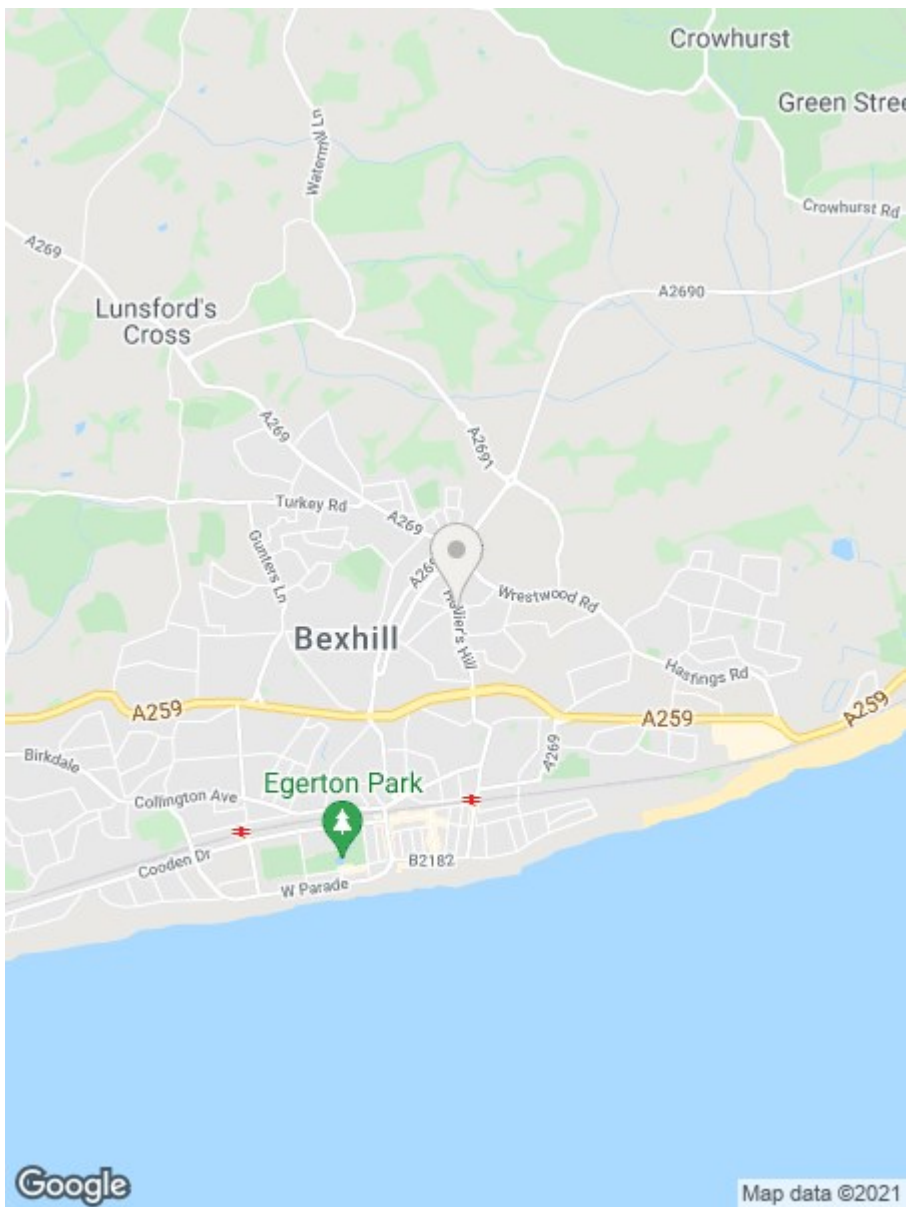 Crowhurst
Green Stree
Watermill Ln
Crowhurst Rd
A269
A2690
Lunsford's
Cross
A269
A2691
Turkey Rd
A269
Gunters Ln
A269
Wrestwood Rd
Bexhill
Hollier's Hill
Hastings Rd
A259
A259
A259
Birkdale
A269
Egerton Park
Collington Ave
Cooden Dr
B2182
W Parade
Google
Map data ©2021